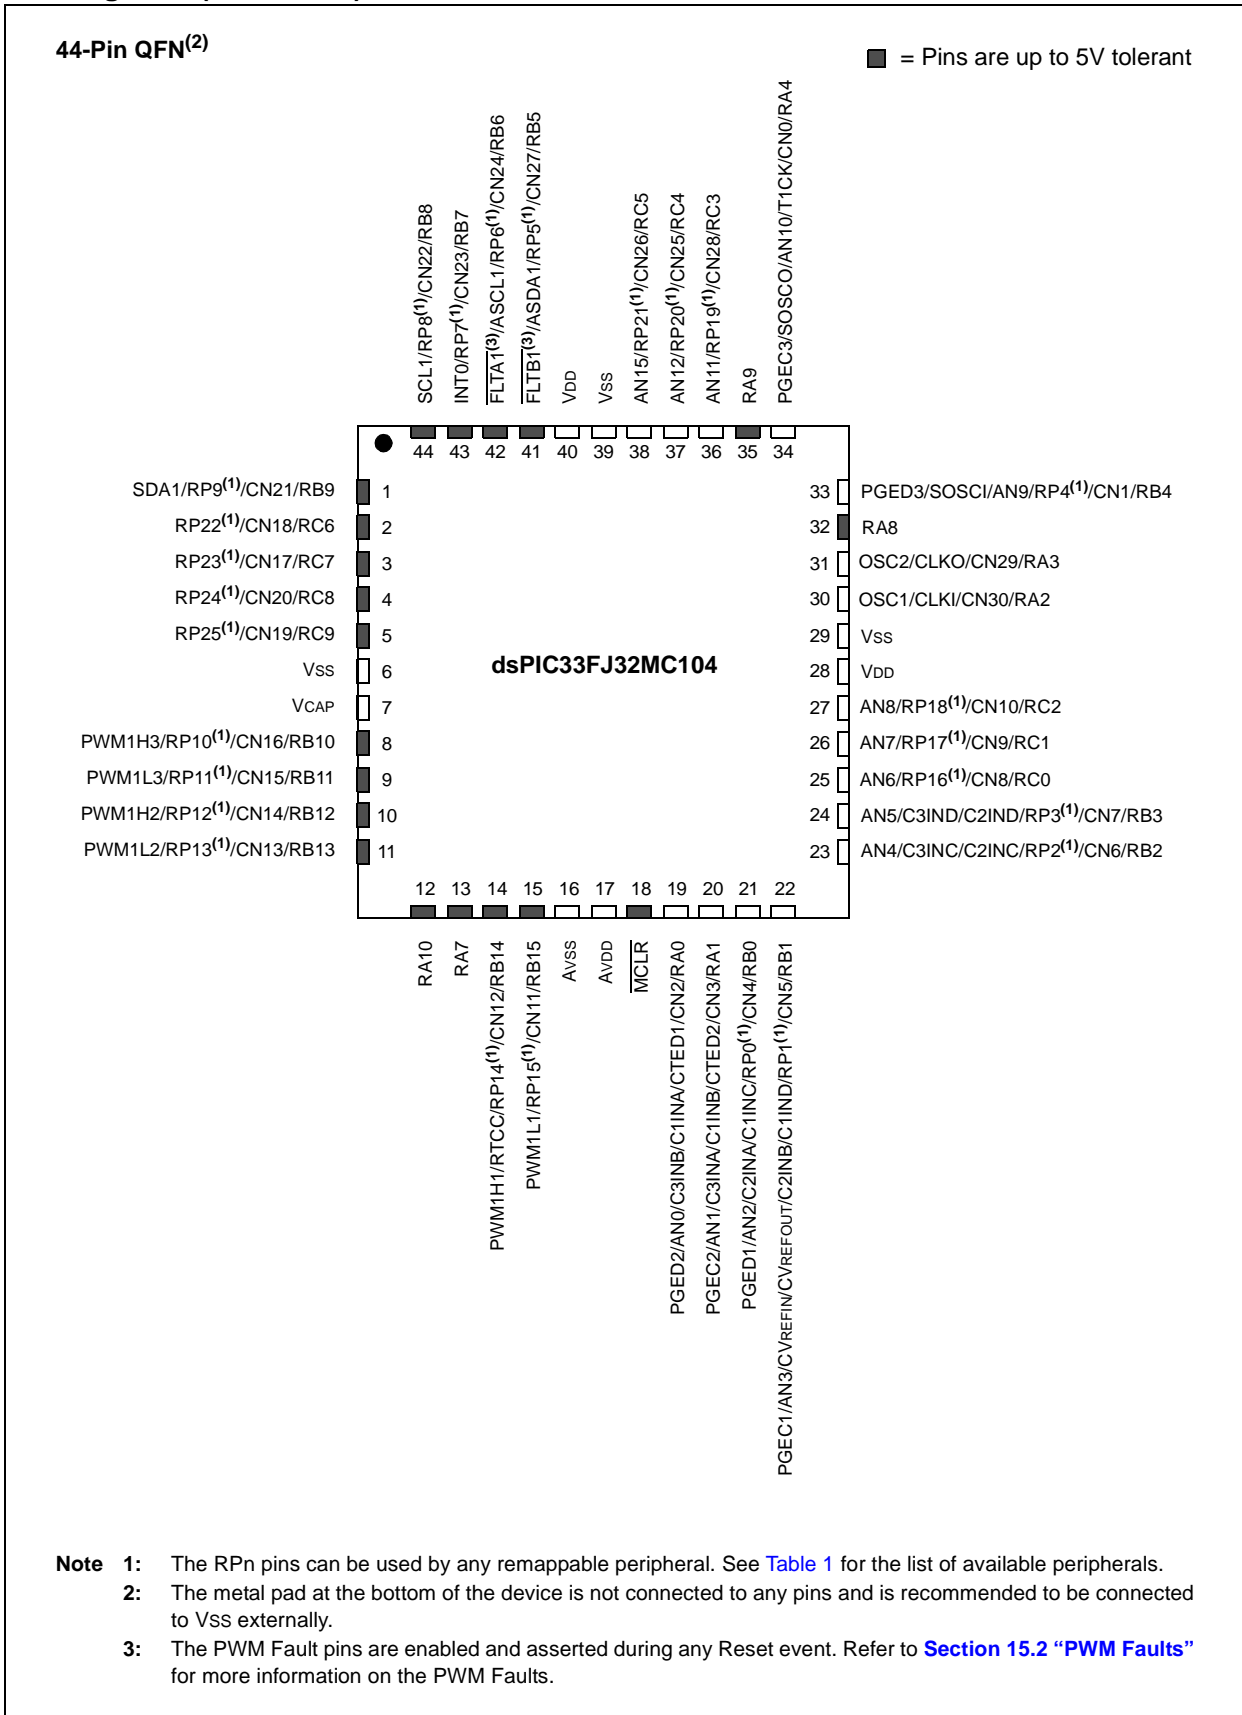 44-Pin QFN(2)
= Pins are up to 5V tolerant
SCL1/RP8(1)/CN22/RB8
INT0/RP7(1)/CN23/RB7
FLTA1(3)/ASCL1/RP6(1)/CN24/RB6
FLTB1(3)/ASDA1/RP5(1)/CN27/RB5
VDD
VSS
AN15/RP21(1)/CN26/RC5
AN12/RP20(1)/CN25/RC4
AN11/RP19(1)/CN28/RC3
RA9
PGEC3/SOSCO/AN10/T1CK/CN0/RA4
44 43 42 41 40 39 38 37 36 35 34
SDA1/RP9(1)/CN21/RB9 1
RP22(1)/CN18/RC6 2
RP23(1)/CN17/RC7 3
RP24(1)/CN20/RC8 4
RP25(1)/CN19/RC9 5
VSS 6
VCAP 7
PWM1H3/RP10(1)/CN16/RB10 8
PWM1L3/RP11(1)/CN15/RB11 9
PWM1H2/RP12(1)/CN14/RB12 10
PWM1L2/RP13(1)/CN13/RB13 11
dsPIC33FJ32MC104
33 PGED3/SOSCI/AN9/RP4(1)/CN1/RB4
32 RA8
31 OSC2/CLKO/CN29/RA3
30 OSC1/CLKI/CN30/RA2
29 VSS
28 VDD
27 AN8/RP18(1)/CN10/RC2
26 AN7/RP17(1)/CN9/RC1
25 AN6/RP16(1)/CN8/RC0
24 AN5/C3IND/C2IND/RP3(1)/CN7/RB3
23 AN4/C3INC/C2INC/RP2(1)/CN6/RB2
12 13 14 15 16 17 18 19 20 21 22
RA10
RA7
PWM1H1/RTCC/RP14(1)/CN12/RB14
PWM1L1/RP15(1)/CN11/RB15
AVSS
AVDD
MCLR
PGED2/AN0/C3INB/C1INA/CTED1/CN2/RA0
PGEC2/AN1/C3INA/C1INB/CTED2/CN3/RA1
PGED1/AN2/C2INA/C1INC/RP0(1)/CN4/RB0
PGEC1/AN3/CVREFIN/CVREFOUT/C2INB/C1IND/RP1(1)/CN5/RB1
Note 1: The RPn pins can be used by any remappable peripheral. See Table 1 for the list of available peripherals.
2: The metal pad at the bottom of the device is not connected to any pins and is recommended to be connected
to VSS externally.
3: The PWM Fault pins are enabled and asserted during any Reset event. Refer to Section 15.2 “PWM Faults”
for more information on the PWM Faults.